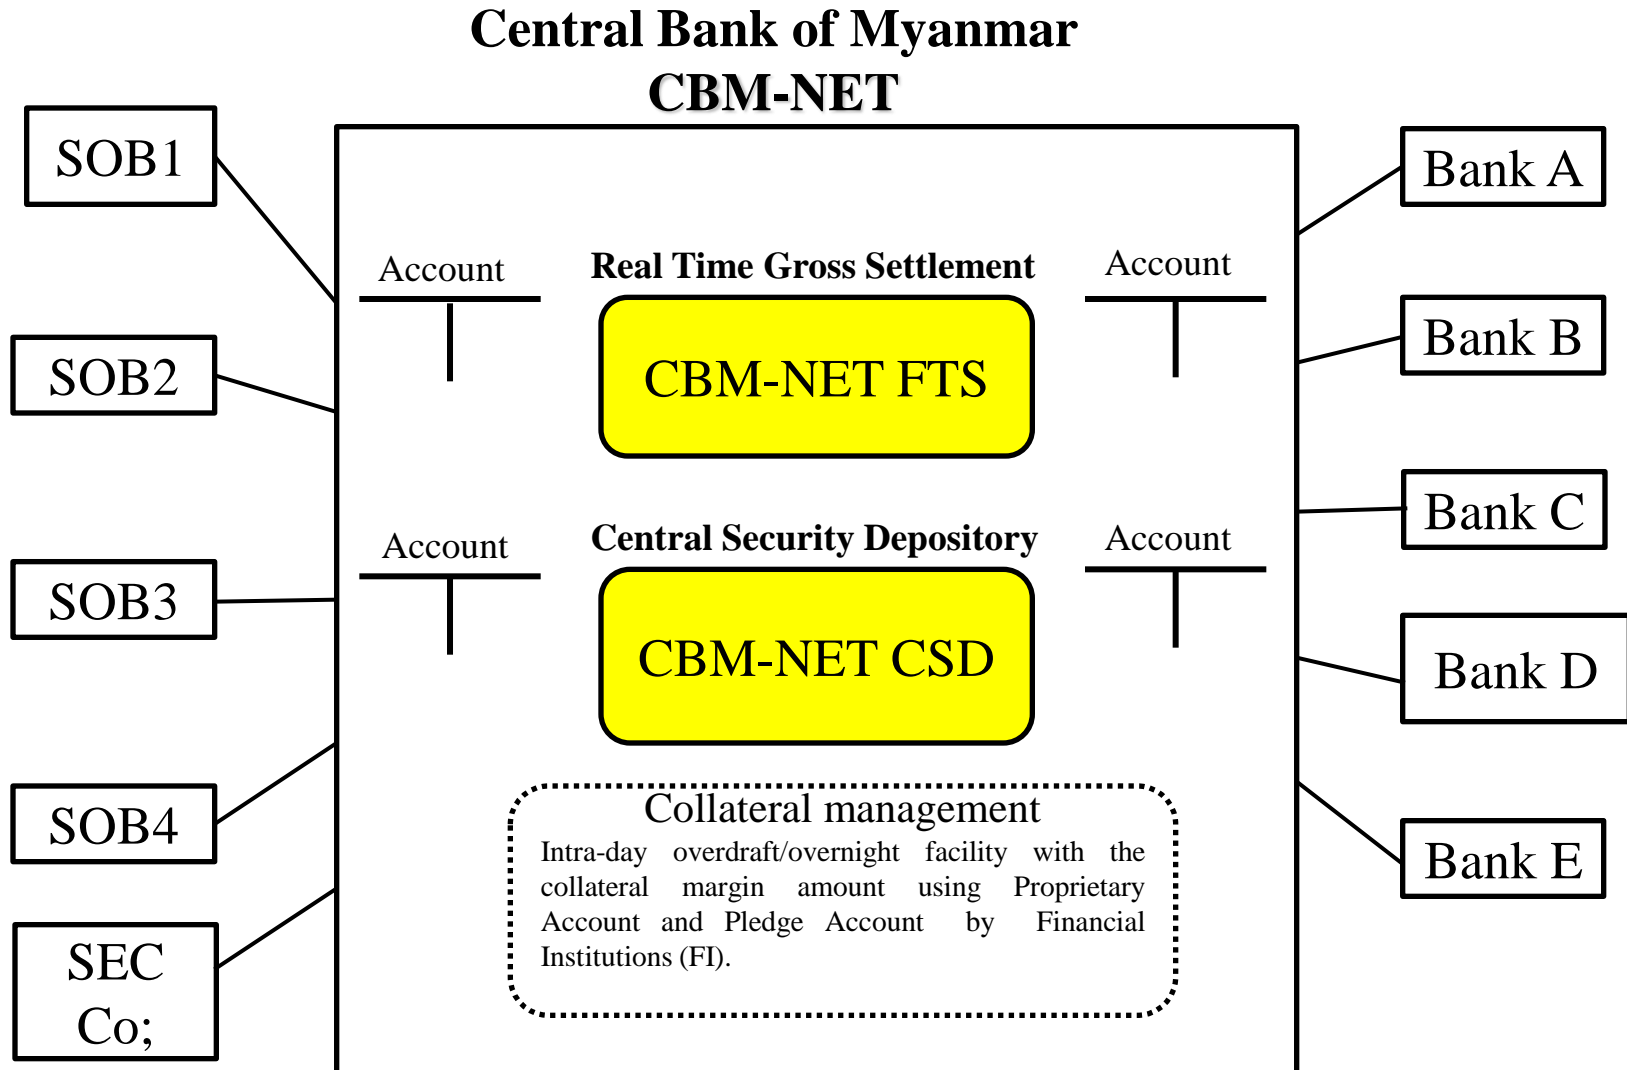 Central Bank of Myanmar
CBM-NET
SOB1
SOB2
SOB3
SOB4
SEC
Co;
Account
Real Time Gross Settlement
Account
CBM-NET FTS
Account
Central Security Depository
Account
CBM-NET CSD
Collateral management
Intra-day overdraft/overnight facility with the
collateral margin amount using Proprietary
Account and Pledge Account by Financial
Institutions (FI).
Bank A
Bank B
Bank C
Bank D
Bank E